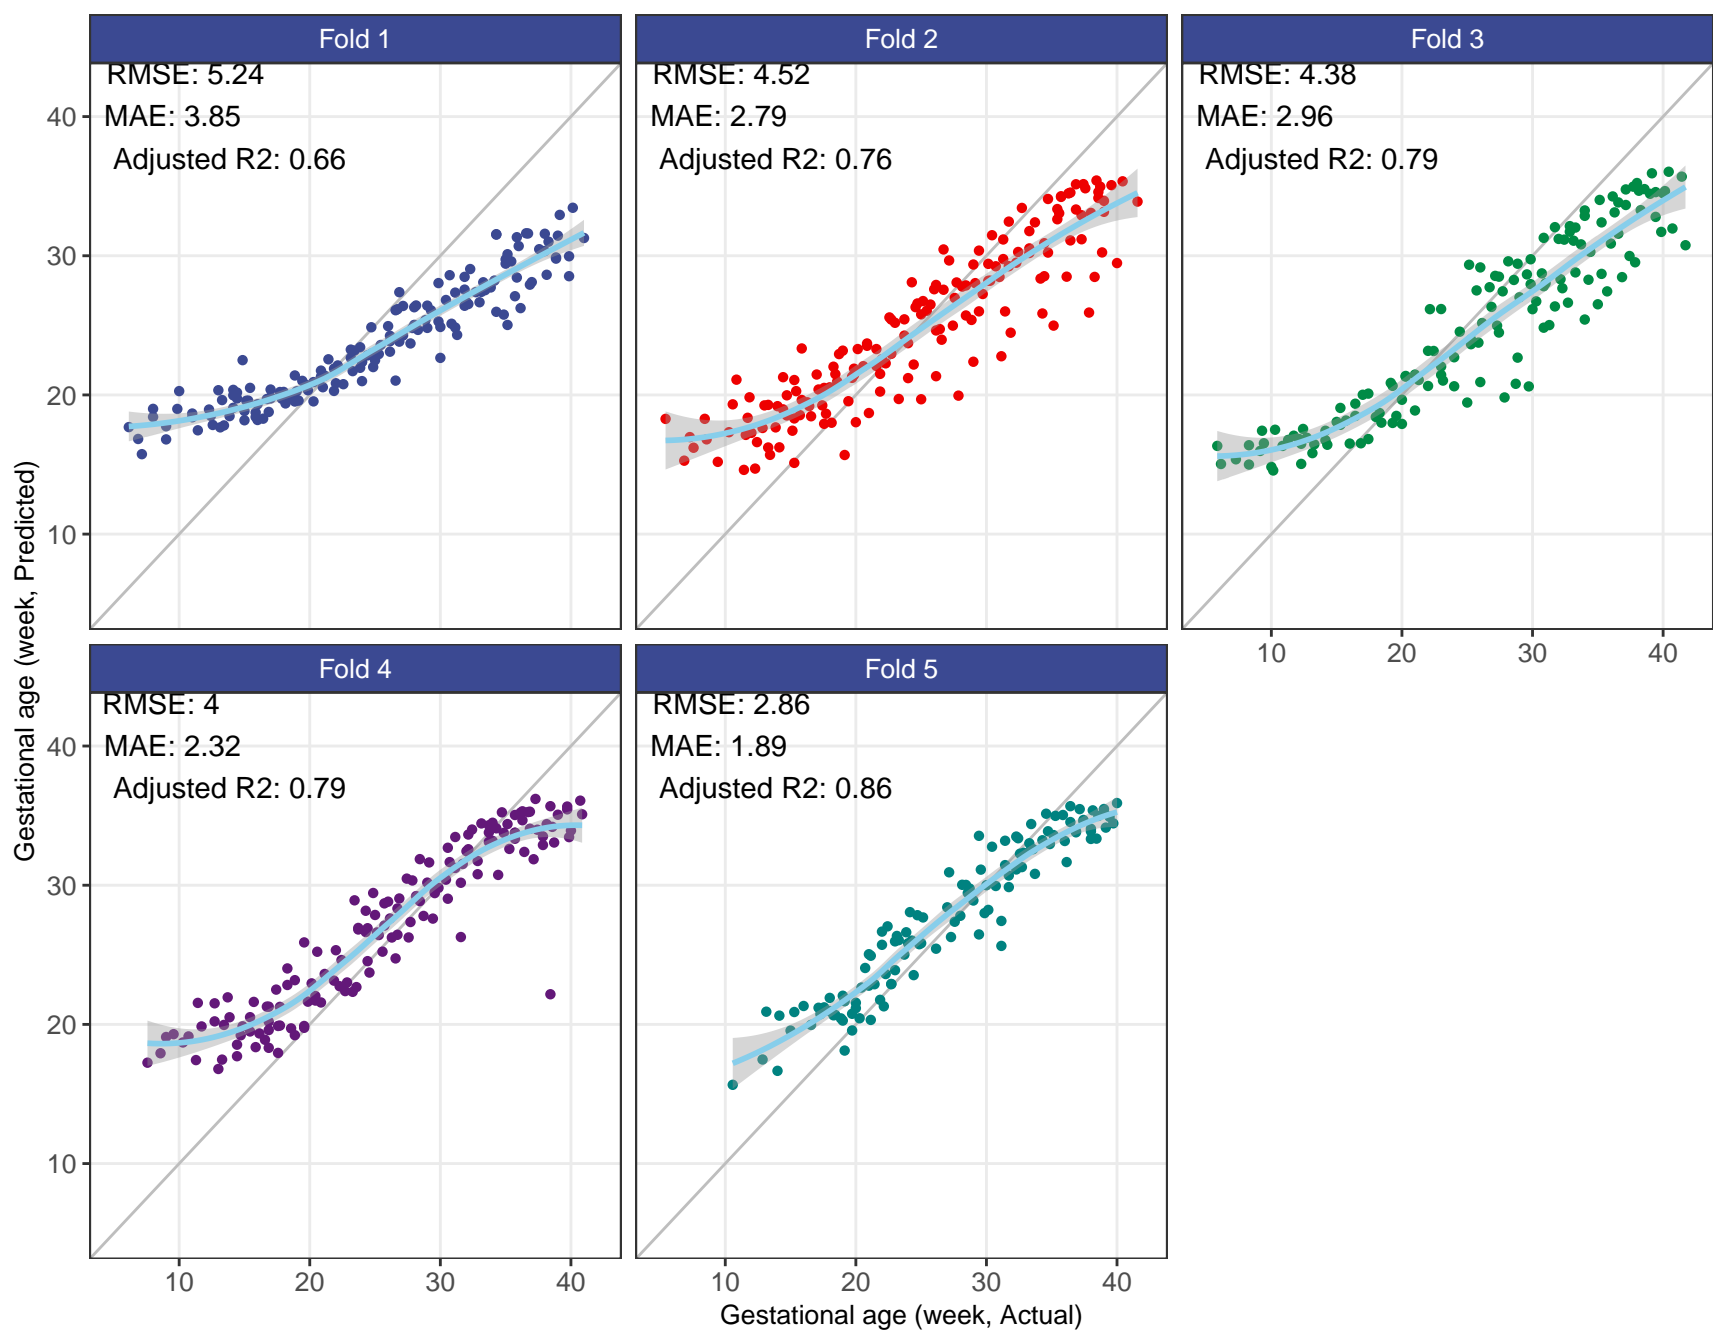 Fold 1
Fold 2
Fold 3
RMSE: 5.24
MAE: 3.85
Adjusted R2: 0.66
RMSE: 4.52
MAE: 2.79
Adjusted R2: 0.76
RMSE: 4.38
MAE: 2.96
Adjusted R2: 0.79
40
30
20
10
10
20
30
40
Gestational age (week, Predicted)
Fold 4
Fold 5
RMSE: 4
MAE: 2.32
Adjusted R2: 0.79
RMSE: 2.86
MAE: 1.89
Adjusted R2: 0.86
40
30
20
10
10
20
30
40
10
20
30
40
Gestational age (week, Actual)